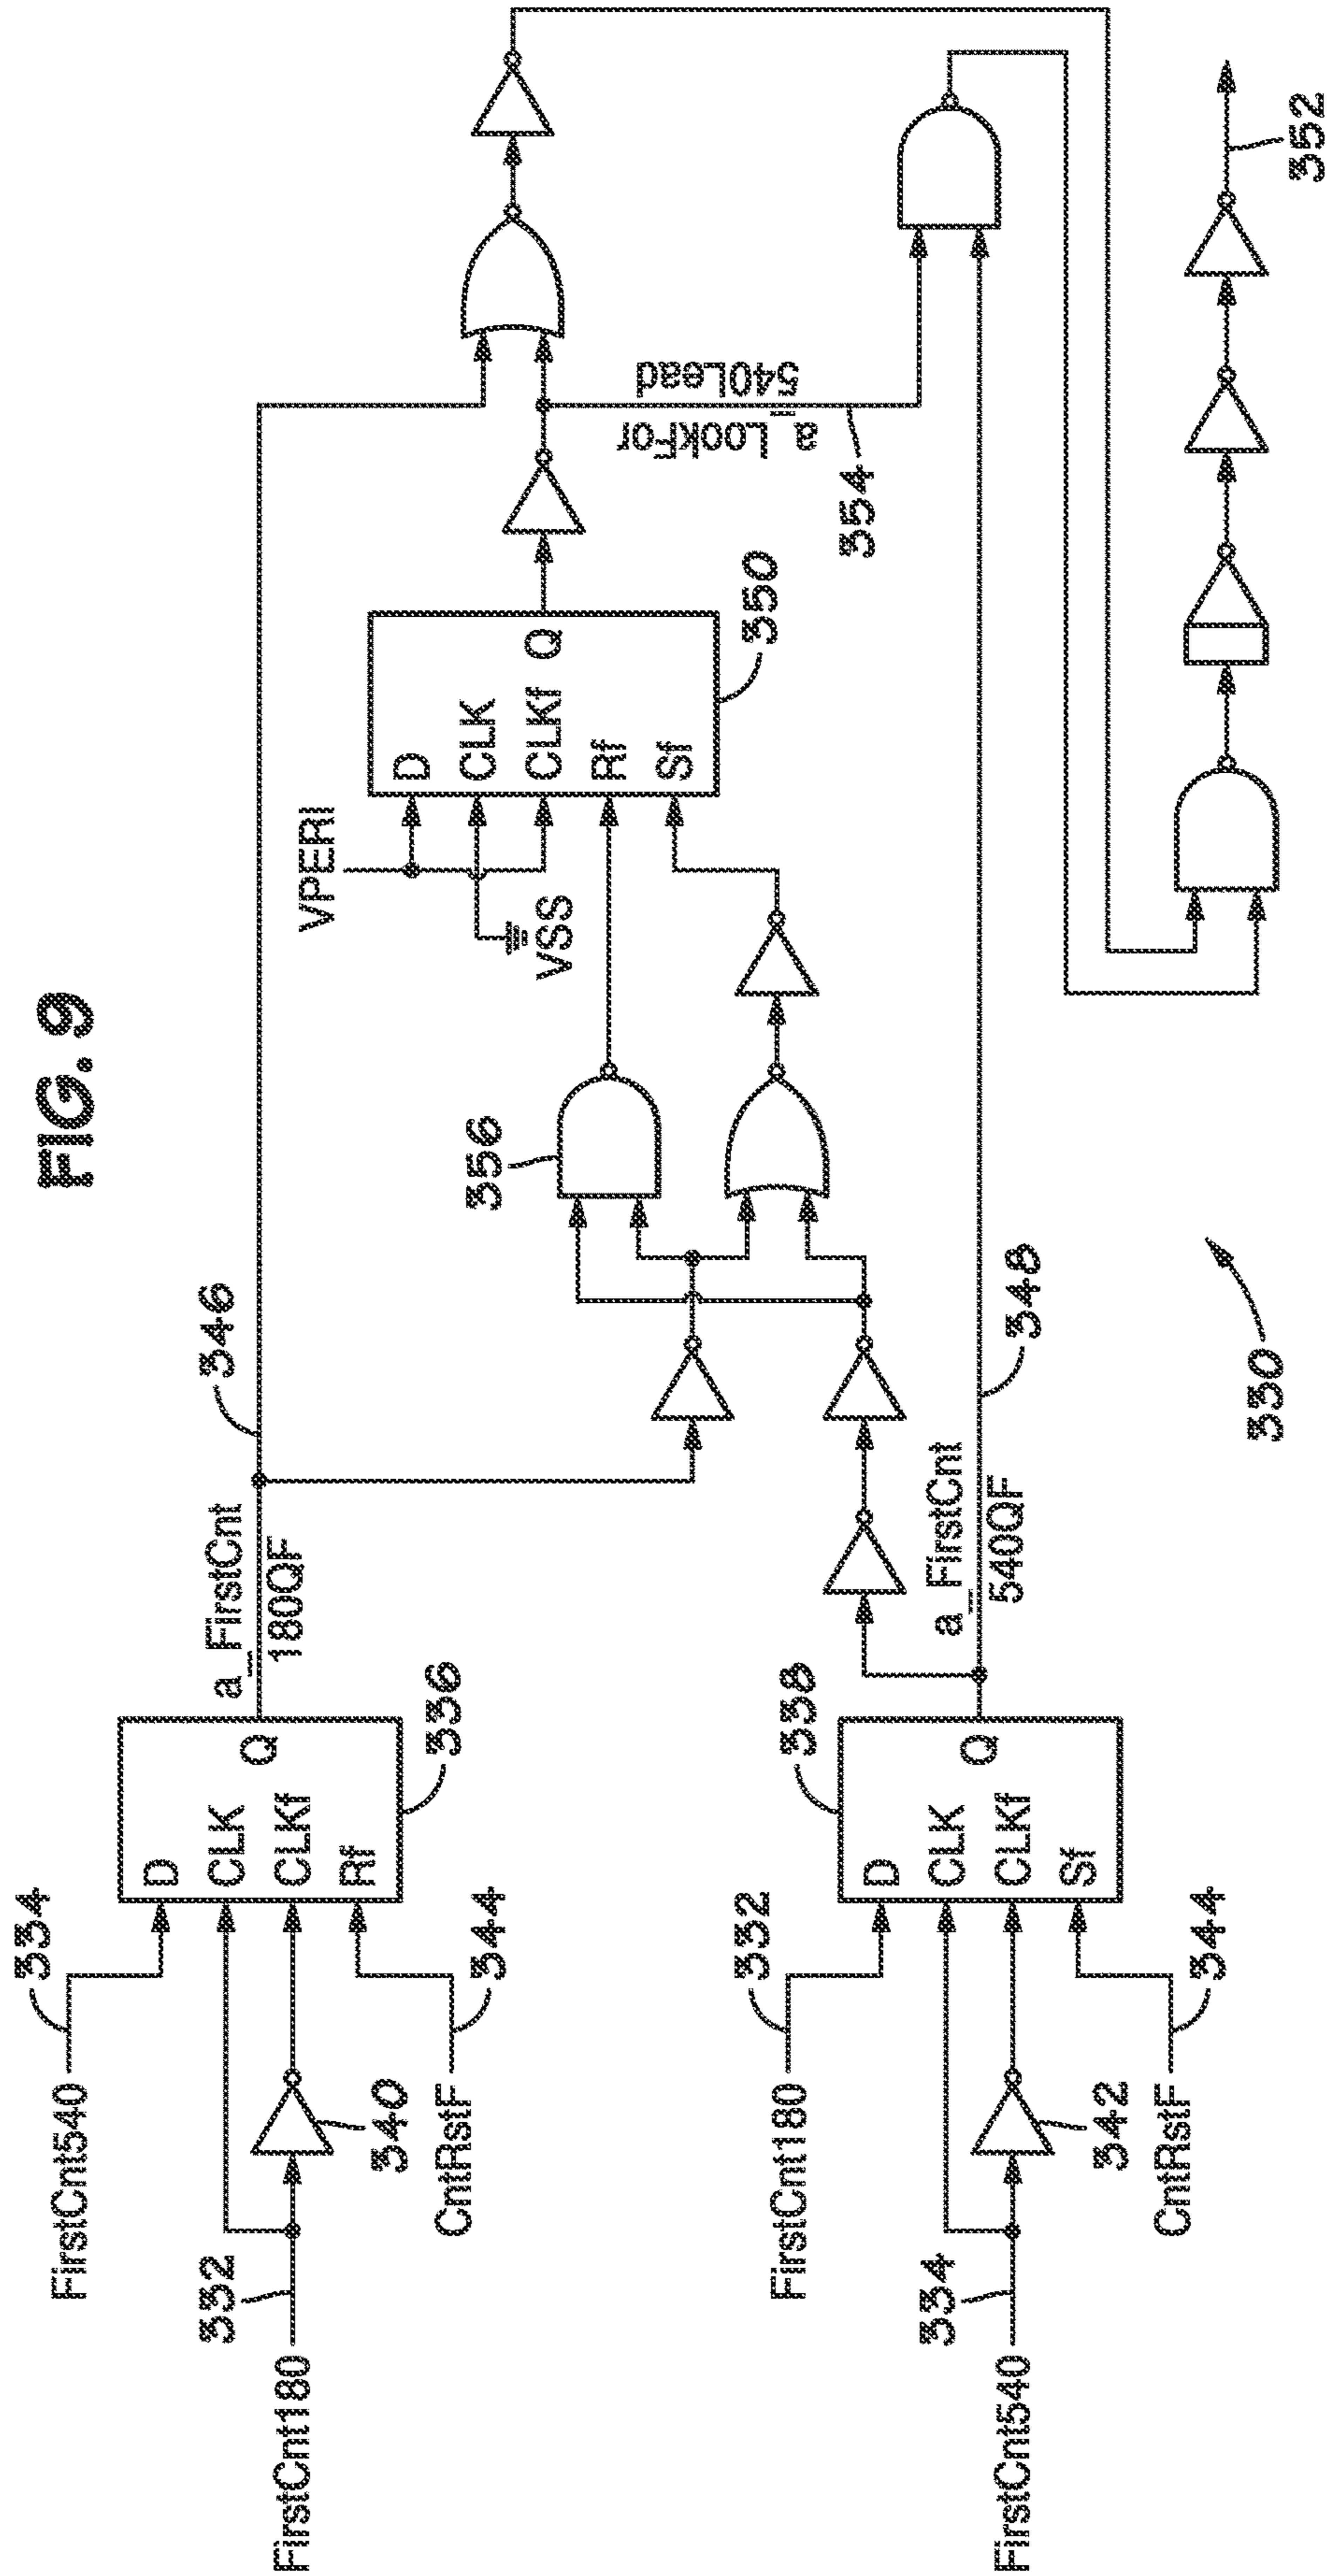 FIG. 9
334
FirstCnt540
332
FirstCnt180
340
CntRstF
344
D
CLK
CLKf
Rf
Q
336
a_FirstCnt
180QF
346
332
FirstCnt180
334
FirstCnt540
342
CntRstF
344
D
CLK
CLKf
Sf
Q
338
a_FirstCnt
540QF
348
356
VPERI
VSS
D
CLK
CLKf
Rf
Sf
Q
350
a_LookFor
540Lead
354
352
330